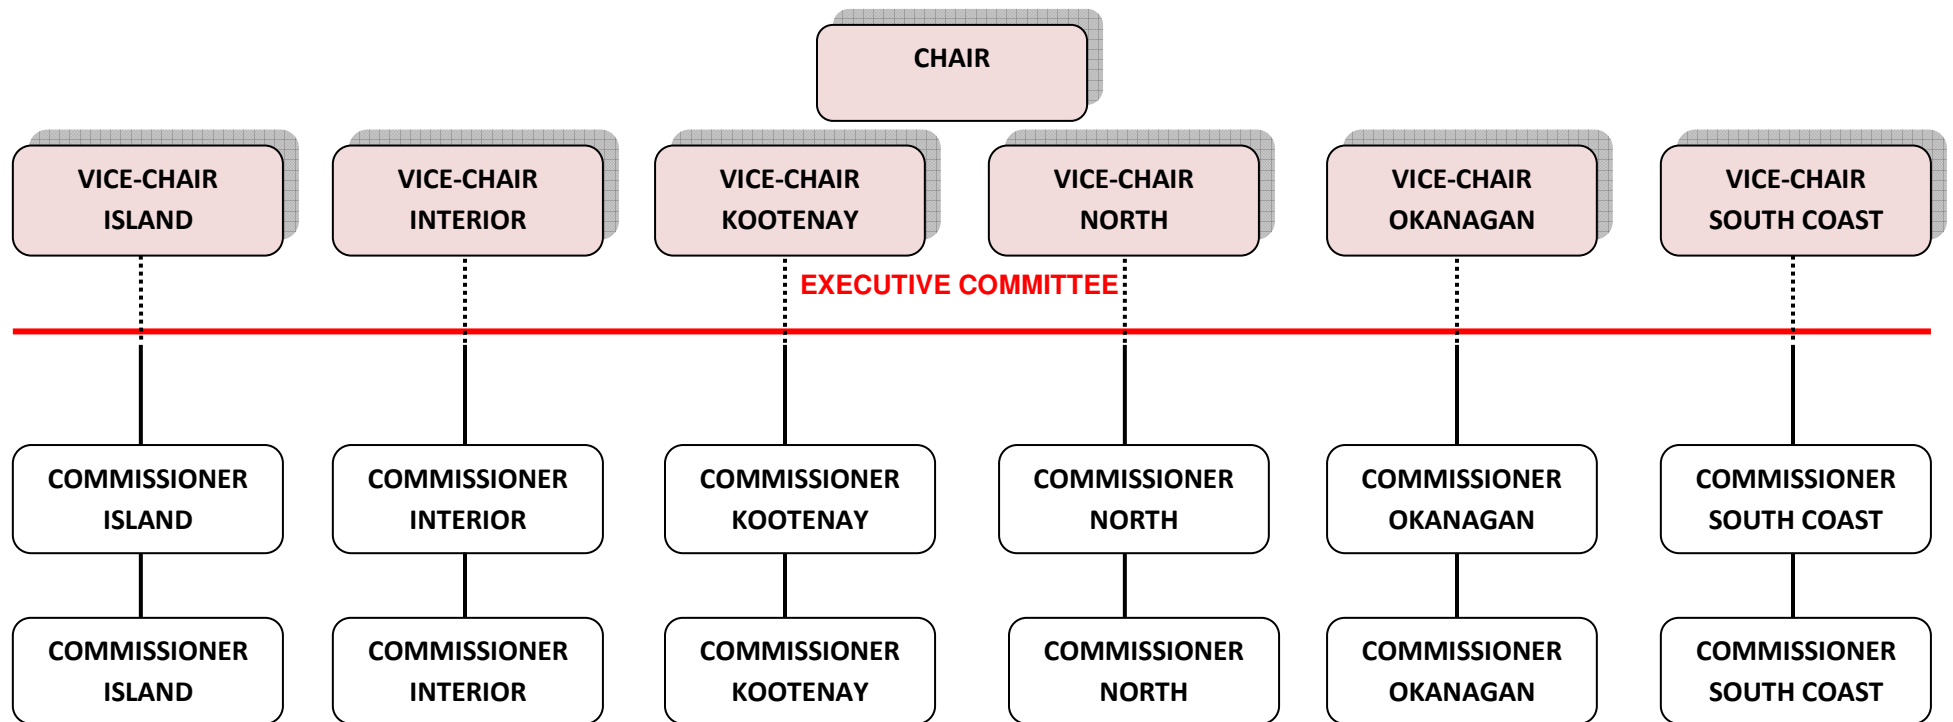 CHAIR
VICE-CHAIR
ISLAND
VICE-CHAIR
INTERIOR
VICE-CHAIR
KOOTENAY
VICE-CHAIR
NORTH
VICE-CHAIR
OKANAGAN
VICE-CHAIR
SOUTH COAST
EXECUTIVE COMMITTEE
COMMISSIONER
ISLAND
COMMISSIONER
INTERIOR
COMMISSIONER
KOOTENAY
COMMISSIONER
NORTH
COMMISSIONER
OKANAGAN
COMMISSIONER
SOUTH COAST
COMMISSIONER
ISLAND
COMMISSIONER
INTERIOR
COMMISSIONER
KOOTENAY
COMMISSIONER
NORTH
COMMISSIONER
OKANAGAN
COMMISSIONER
SOUTH COAST